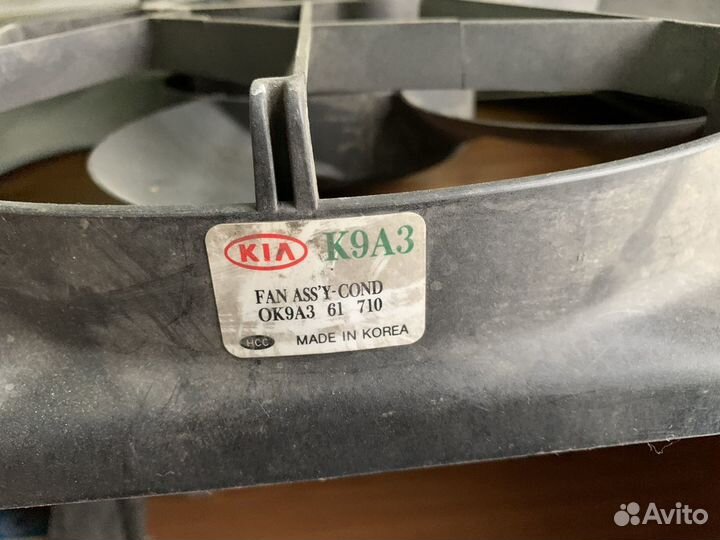 KIA K9A3
FAN ASS'Y-COND
OK9A3 61 710
HCC MADE IN KOREA
Avito